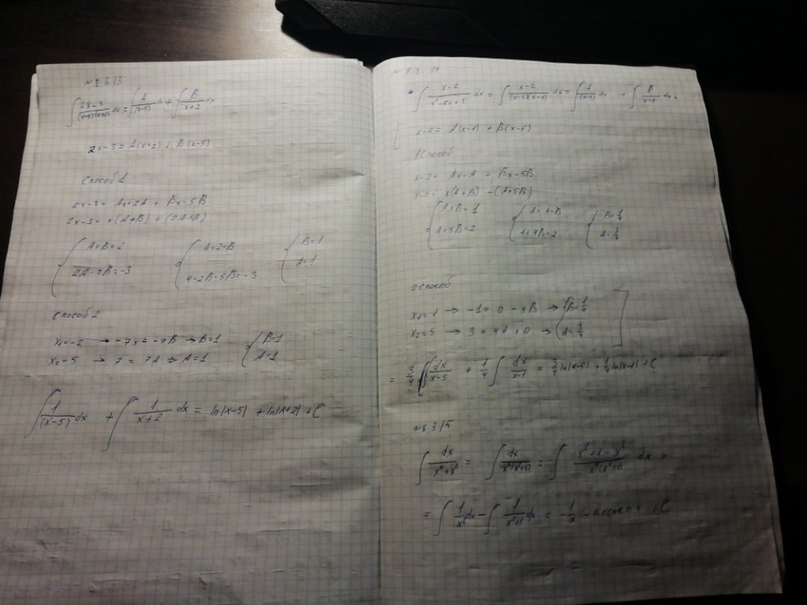 №8.3.13
∫ 2x-3/((x-5)(x+2)) dx = ∫ A/(x-5) + ∫ B/(x+2) dx
2x-3 = A(x+2) + B(x-5)
Способ 1
2x-3 = Ax+2A + Bx-5B
2x-3 = x(A+B) + (2A-5B)
{ A+B=2 { A=2-B { B=1
2A-5B=-3 4-2B-5B=-3 A=1
Способ 2
x₁=-2 → -7=-7B → B=1 { B=1
x₂=5 → 7=7A → A=1 A=1
∫ 1/(x-5) dx + ∫ 1/(x+2) dx = ln|x-5| + ln|x+2| + C
∫ x-2/(x²-6x+5) dx = ∫ x-2/((x-5)(x-1)) dx = ∫ A/(x-5) dx + ∫ B/(x-1) dx =
x-2 = A(x-1) + B(x-5)
1 Способ
x-2 = Ax-A + Bx-5B
x-2 = x(A+B) - (A+5B)
{ A+B=1 { A=1-B { B=1/4
A+5B=2 1+4B=2 A=3/4
2 способ
x₁=1 → -1=0-4B → { B=1/4
x₂=5 → 3=4A+0 → A=3/4
= 3/4 ∫ dx/(x-5) + 1/4 ∫ dx/(x-1) = 3/4 ln|x-5| + 1/4 ln|x-1| + C
№8.3.15
∫ dx/(x⁴+x²) = ∫ dx/(x²(x²+1)) = ∫ x²+1-x²/(x²(x²+1)) dx =
= ∫ 1/x² dx - ∫ 1/(x²+1) dx = -1/x - arctg x + C